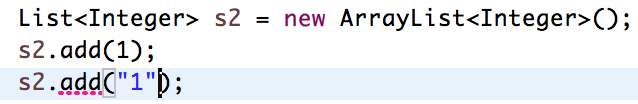 List<Integer> s2 = new ArrayList<Integer>();
s2.add(1);
s2.add("1");